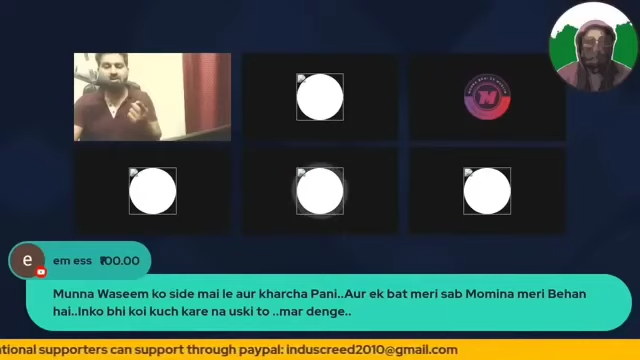 M
e
em ess ₹100.00
Munna Waseem ko side mai le aur kharcha Pani..Aur ek bat meri sab Momina meri Behan
hai..Inko bhi koi kuch kare na uski to ..mar denge..
ational supporters can support through paypal: induscreed2010@gmail.com